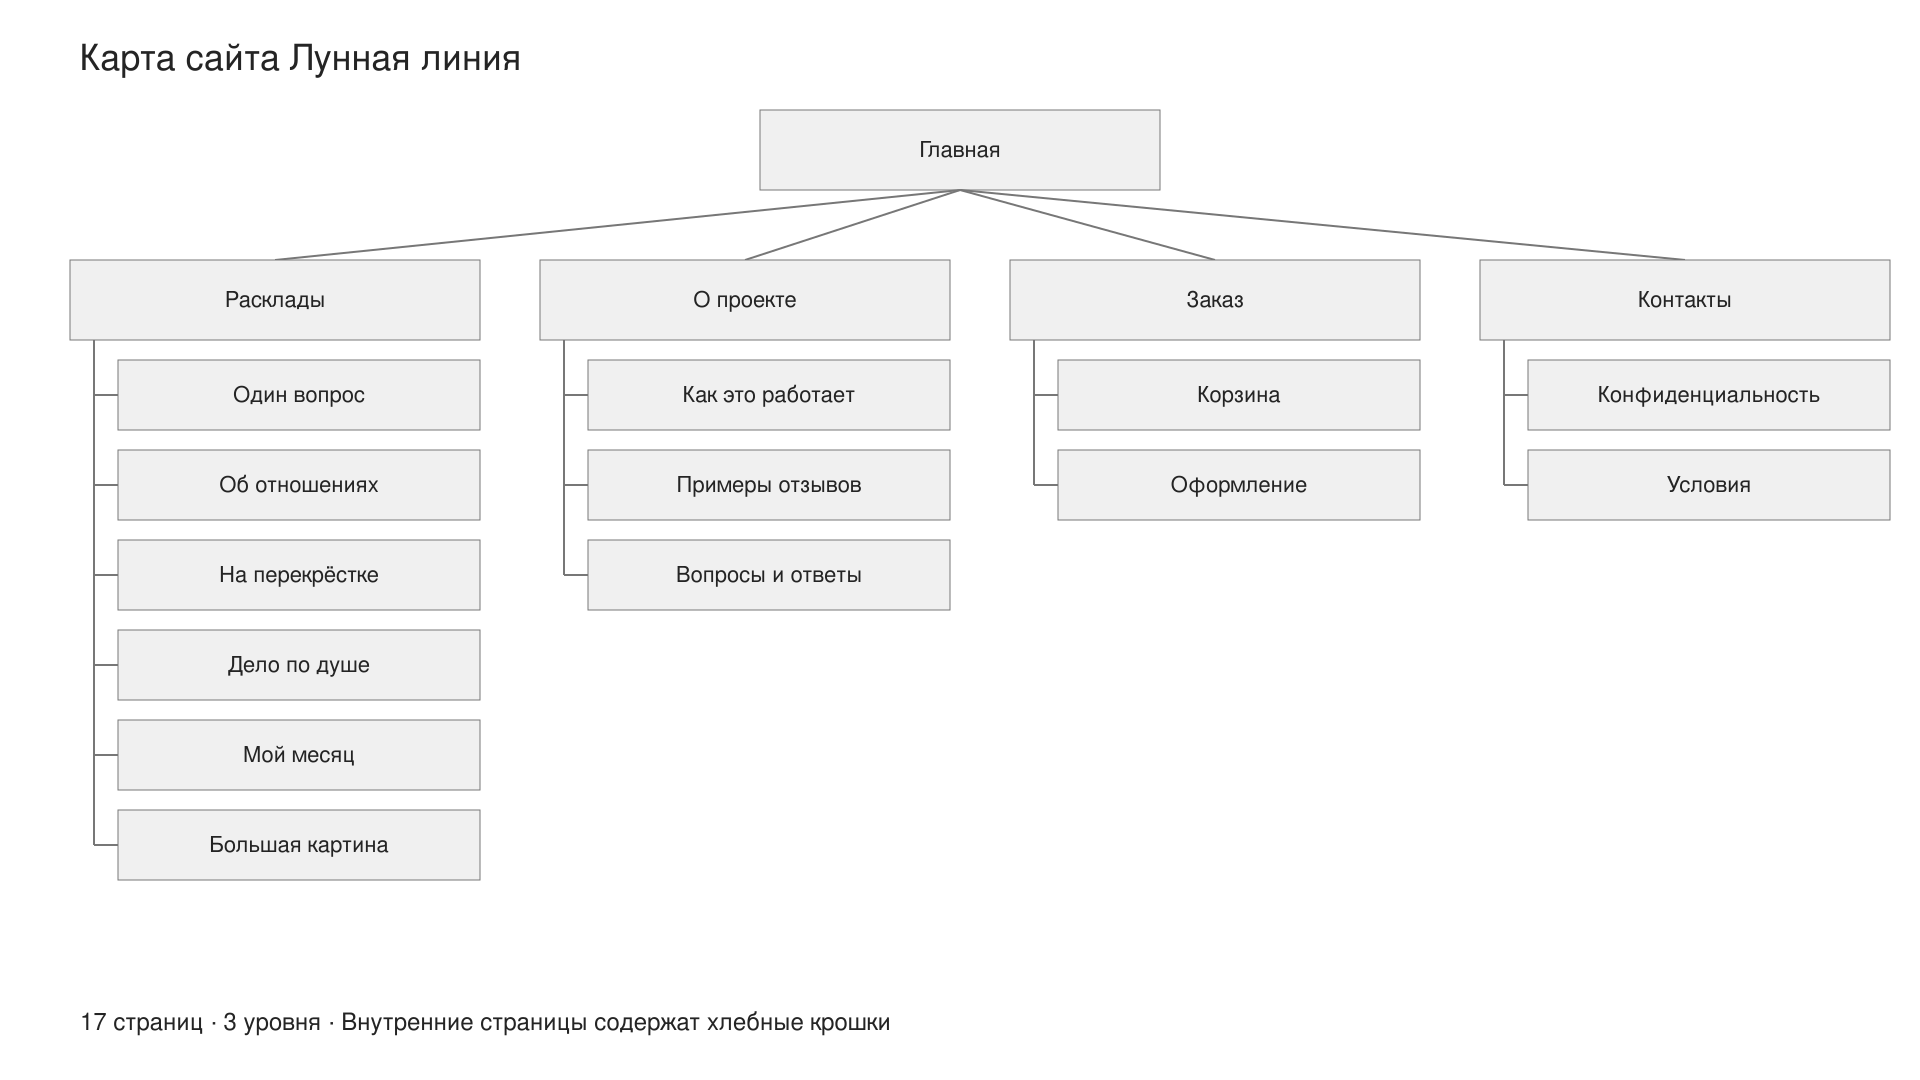 Карта сайта Лунная линия
Главная
Расклады
О проекте
Заказ
Контакты
Один вопрос
Об отношениях
На перекрёстке
Дело по душе
Мой месяц
Большая картина
Как это работает
Примеры отзывов
Вопросы и ответы
Корзина
Оформление
Конфиденциальность
Условия
17 страниц · 3 уровня · Внутренние страницы содержат хлебные крошки